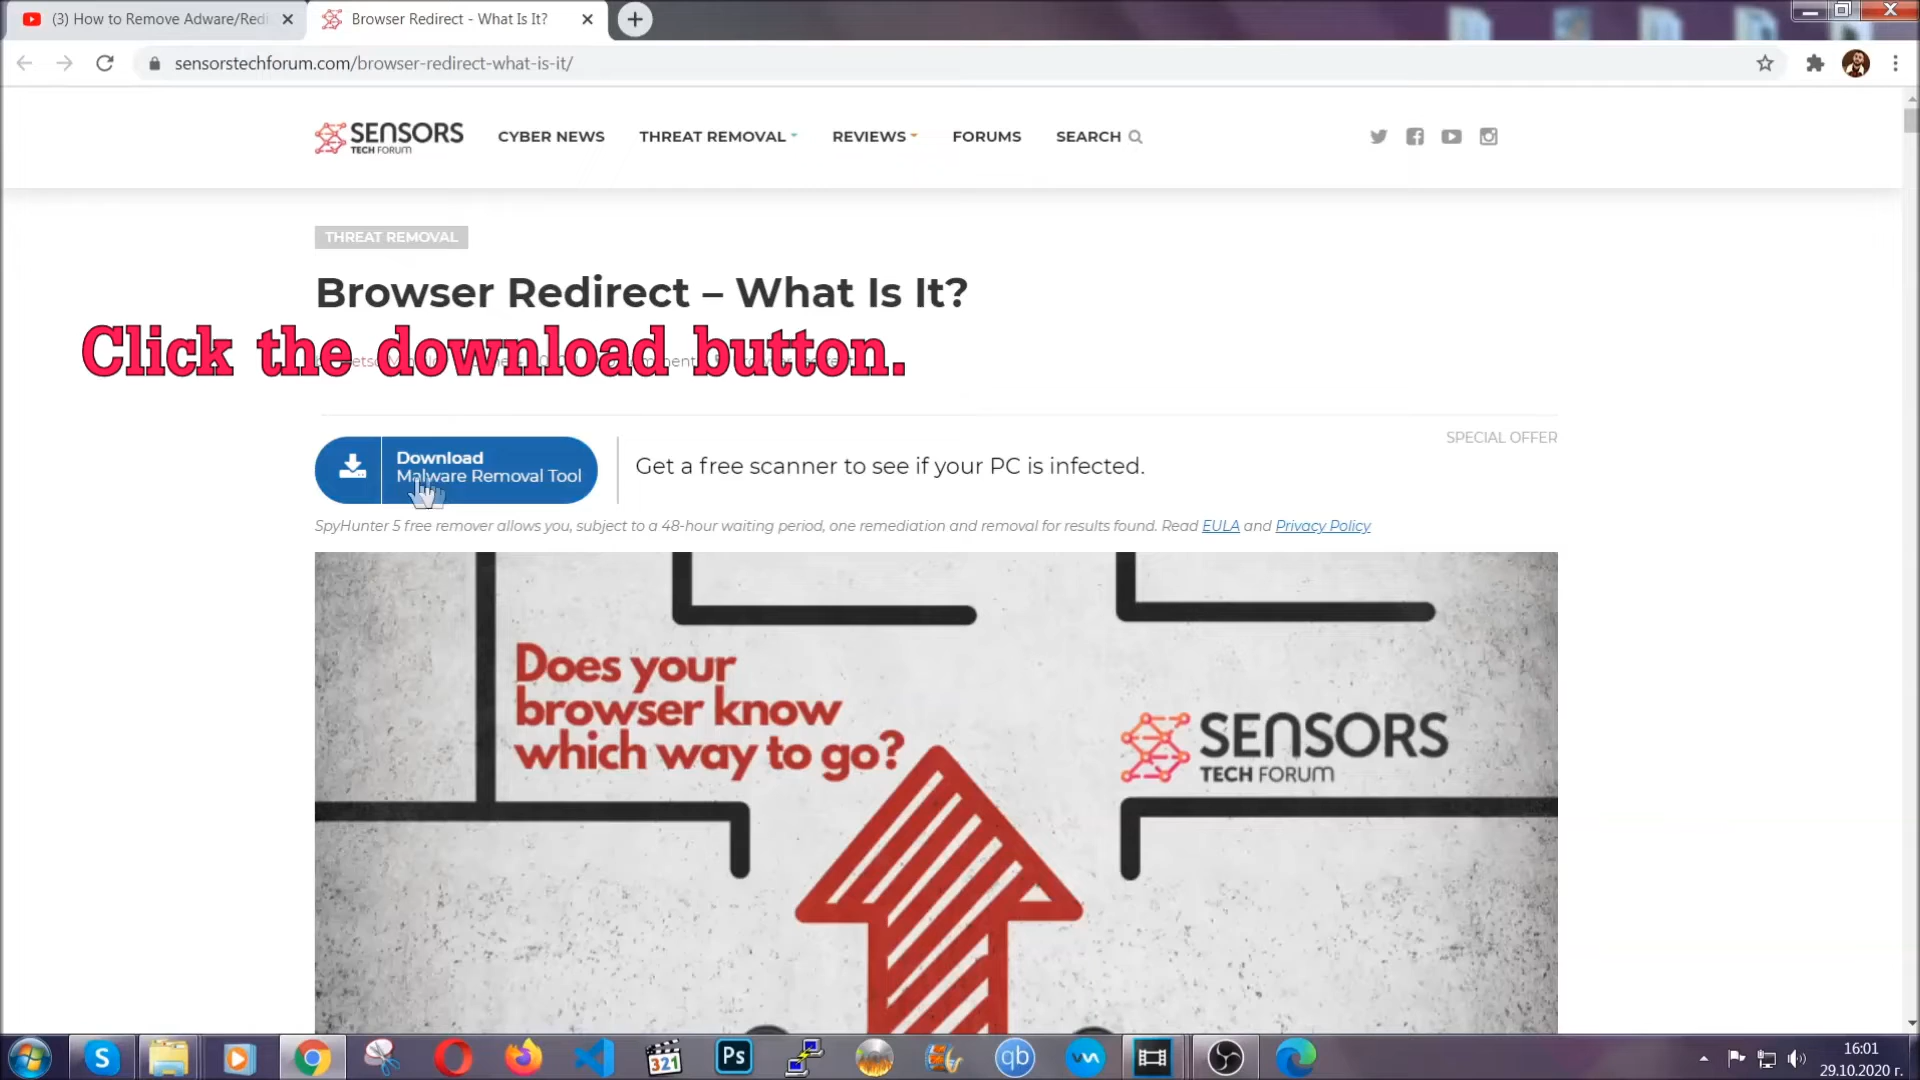 (3) How to Remove Adware/Redi
Browser Redirect - What Is It?
sensorstechforum.com/browser-redirect-what-is-it/
SENSORS
TECH FORUM
CYBER NEWS
THREAT REMOVAL
REVIEWS
FORUMS
SEARCH
THREAT REMOVAL
Browser Redirect – What Is It?
Click the download button.
SPECIAL OFFER
Download
Malware Removal Tool
Get a free scanner to see if your PC is infected.
SpyHunter 5 free remover allows you, subject to a 48-hour waiting period, one remediation and removal for results found. Read EULA and Privacy Policy
Does your
browser know
which way to go?
SENSORS
TECH FORUM
S
321
Ps
qb
16:01
29.10.2020 г.